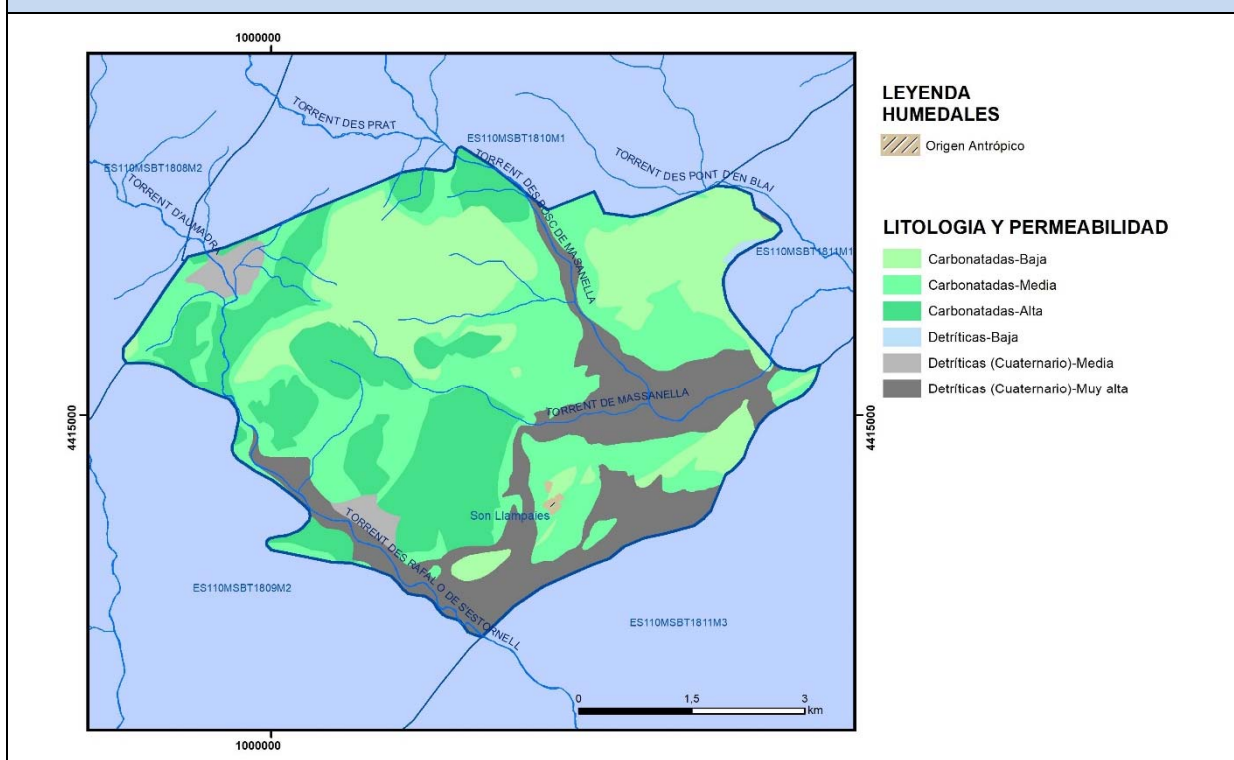 1000000
TORRENT DES PRAT
ES110MSBT1810M1
TORRENT DES PONT D'EN BLAI
ES110MSBT1808M2
TORRENT D'AUMADRA
TORRENT DES BOSC DE MASANELLA
ES110MSBT1811M1
4415000
TORRENT DE MASSANELLA
4415000
Son Llampaies
TORRENT DES RAFAL O DE S'ESTORNELL
ES110MSBT1809M2
ES110MSBT1811M3
0 1,5 3
km
1000000
LEYENDA
HUMEDALES
Origen Antrópico
LITOLOGIA Y PERMEABILIDAD
Carbonatadas-Baja
Carbonatadas-Media
Carbonatadas-Alta
Detríticas-Baja
Detríticas (Cuaternario)-Media
Detríticas (Cuaternario)-Muy alta